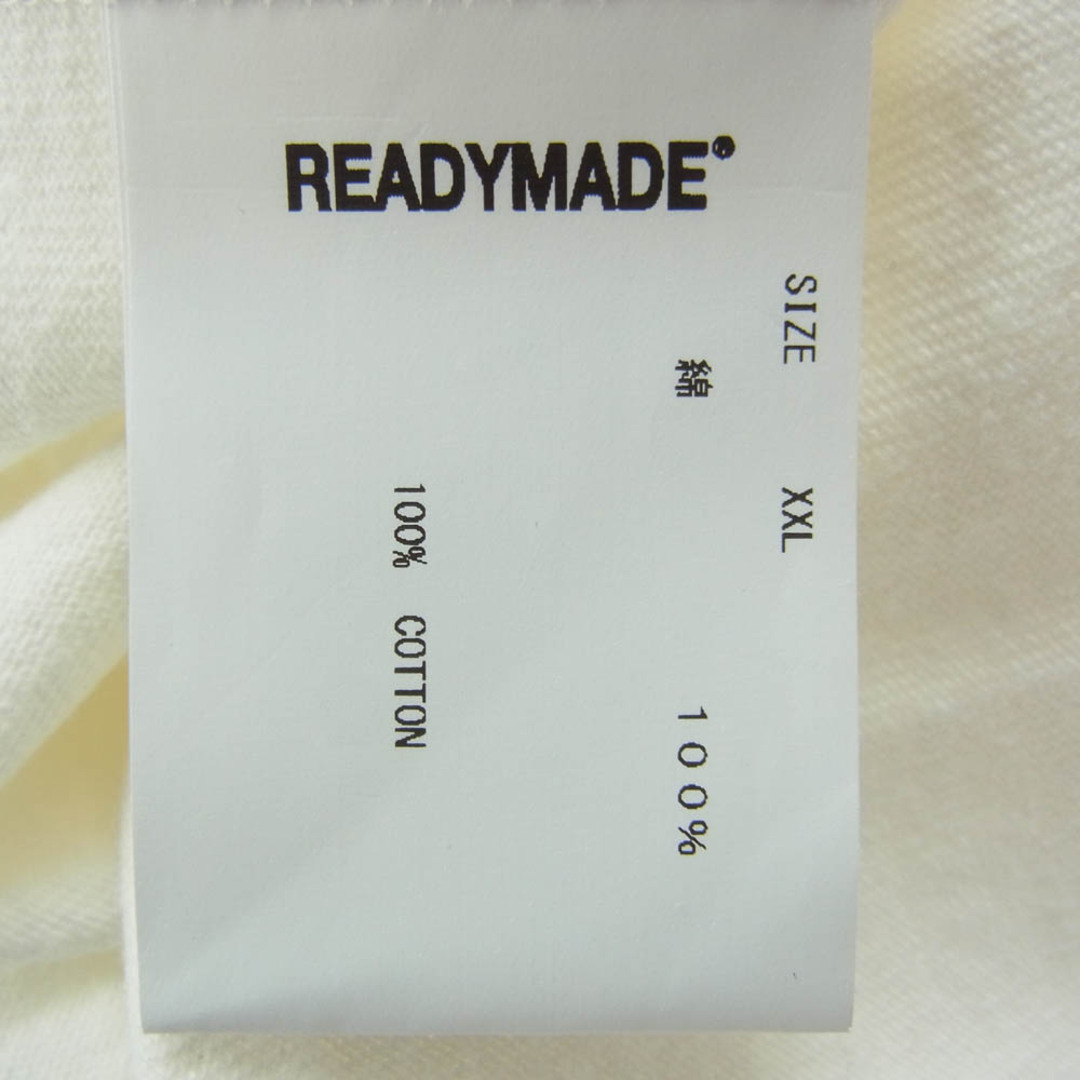 READYMADE®
SIZE XXL
綿 １００％
100% COTTON